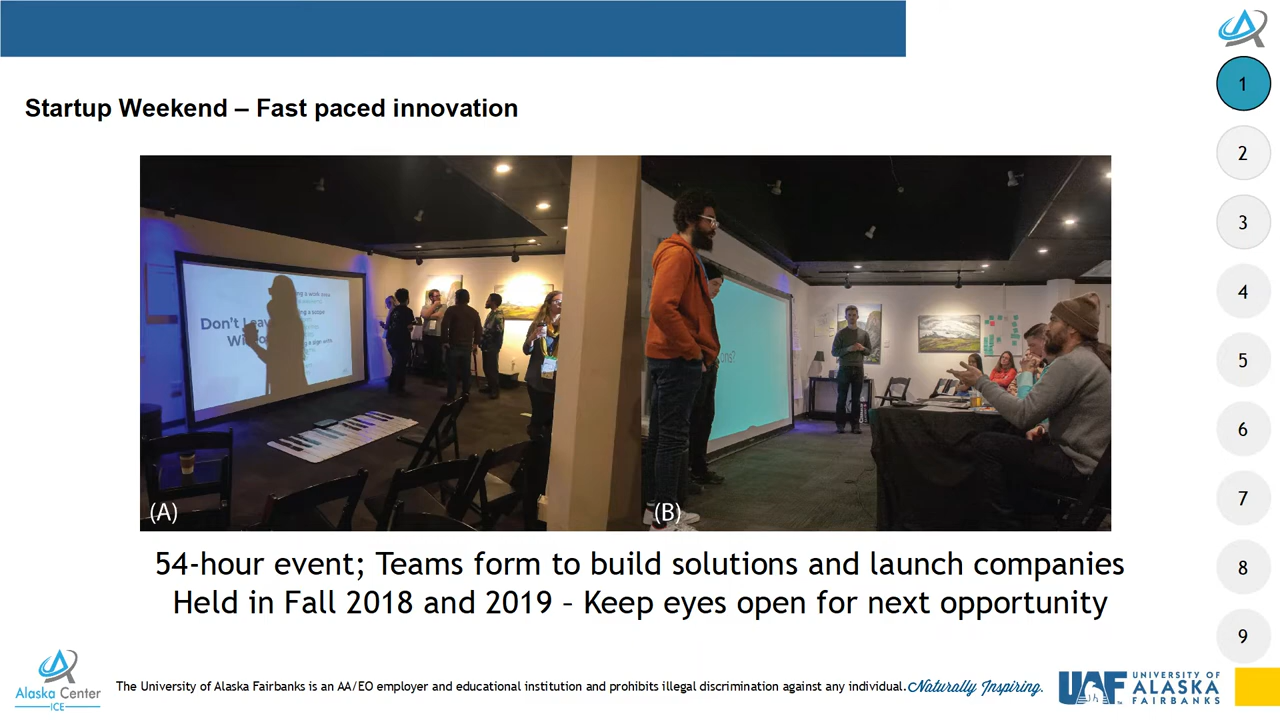 1
Startup Weekend – Fast paced innovation
2
3
4
5
6
7
8
9
Don't
(A)
(B)
54-hour event; Teams form to build solutions and launch companies
Held in Fall 2018 and 2019 – Keep eyes open for next opportunity
Alaska Center
ICE
The University of Alaska Fairbanks is an AA/EO employer and educational institution and prohibits illegal discrimination against any individual.
Naturally Inspiring.
UAF
UNIVERSITY OF
ALASKA
FAIRBANKS